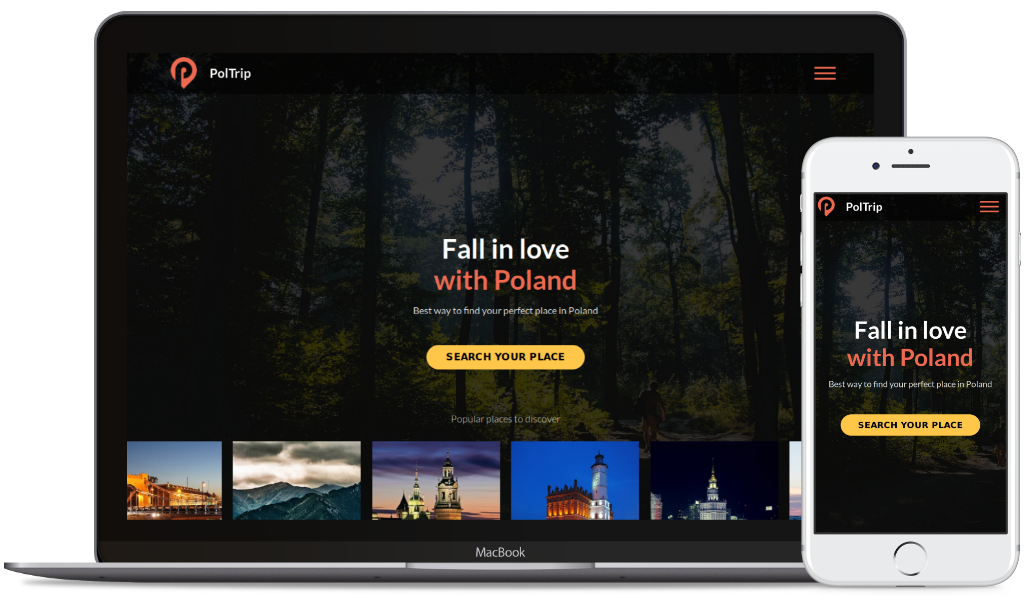 PolTrip
Fall in love
with Poland
Best way to find your perfect place in Poland
SEARCH YOUR PLACE
Popular places to discover
MacBook
PolTrip
Fall in love
with Poland
Best way to find your perfect place in Poland
SEARCH YOUR PLACE